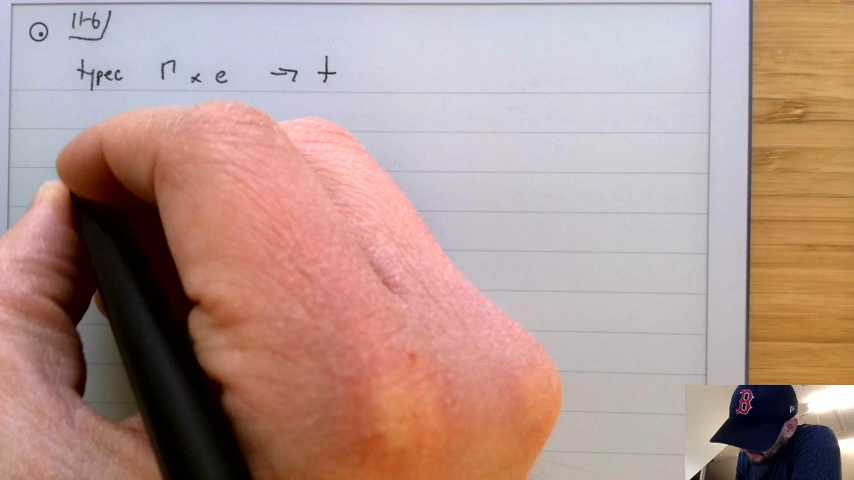 ⊙ 11-6/
typec Γ × e → t
B